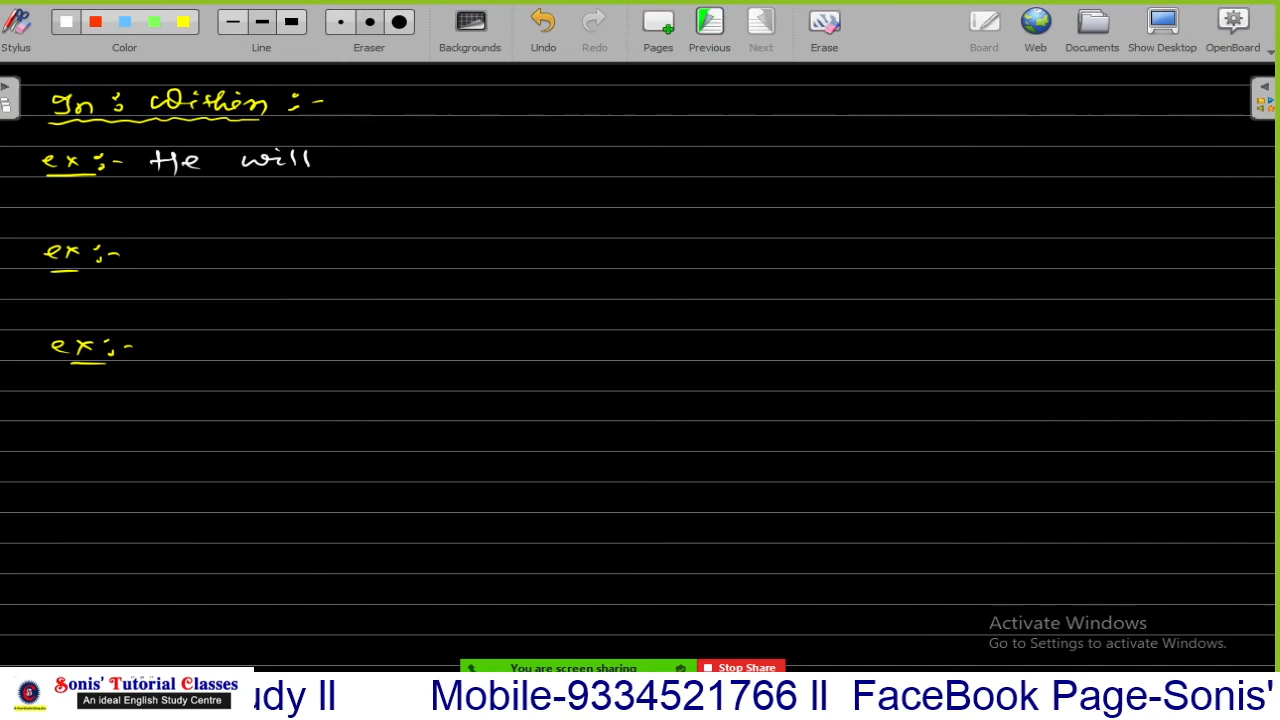 Stylus Color Line Eraser Backgrounds Undo Redo Pages Previous Next Erase Board Web Documents Show Desktop OpenBoard
In : Within :-
ex :- He will
ex :-
ex :-
Activate Windows
Go to Settings to activate Windows.
You are screen sharing Stop Share
Sonis' Tutorial Classes
An ideal English Study Centre
udy II Mobile-9334521766 II FaceBook Page-Sonis'